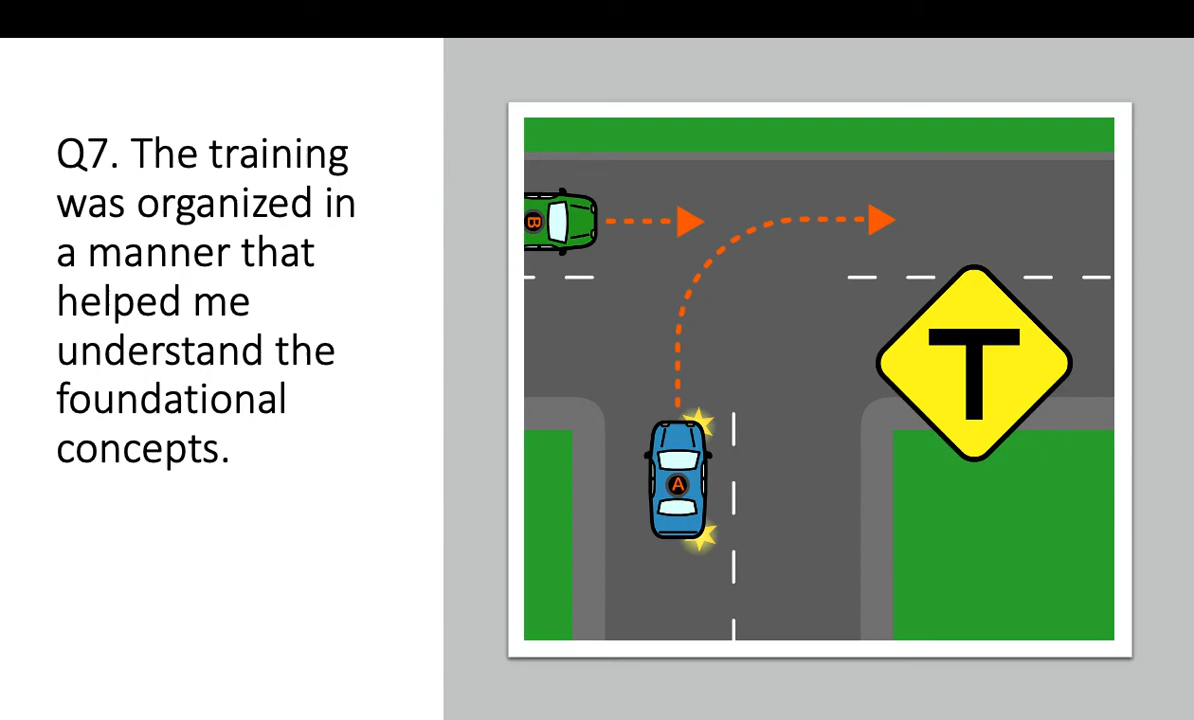 Q7. The training
was organized in
a manner that
helped me
understand the
foundational
concepts.
B
T
A